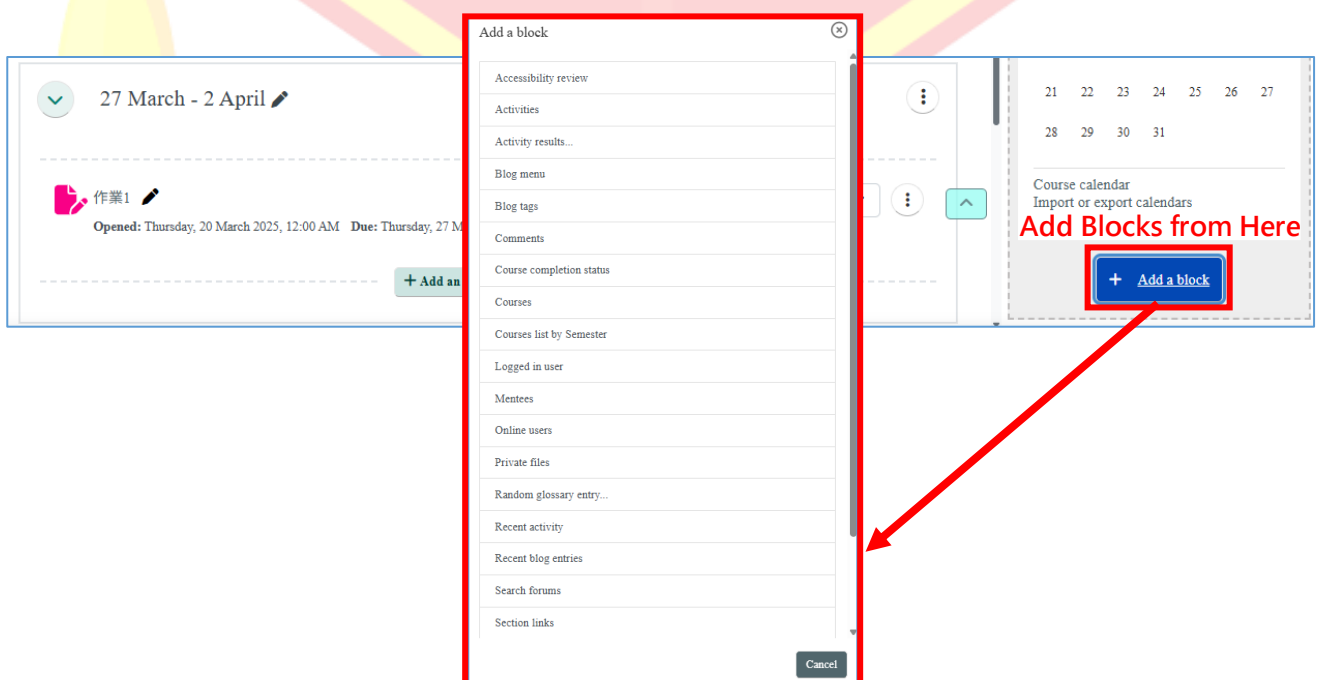 Add a block
Accessibility review
Activities
Activity results...
Blog menu
Blog tags
Comments
Course completion status
Courses
Courses list by Semester
Logged in user
Mentees
Online users
Private files
Random glossary entry...
Recent activity
Recent blog entries
Search forums
Section links
Cancel
27 March - 2 April
作業1
Opened: Thursday, 20 March 2025, 12:00 AM Due: Thursday, 27 M
+ Add an
21 22 23 24 25 26 27
28 29 30 31
Course calendar
Import or export calendars
Add Blocks from Here
+ Add a block